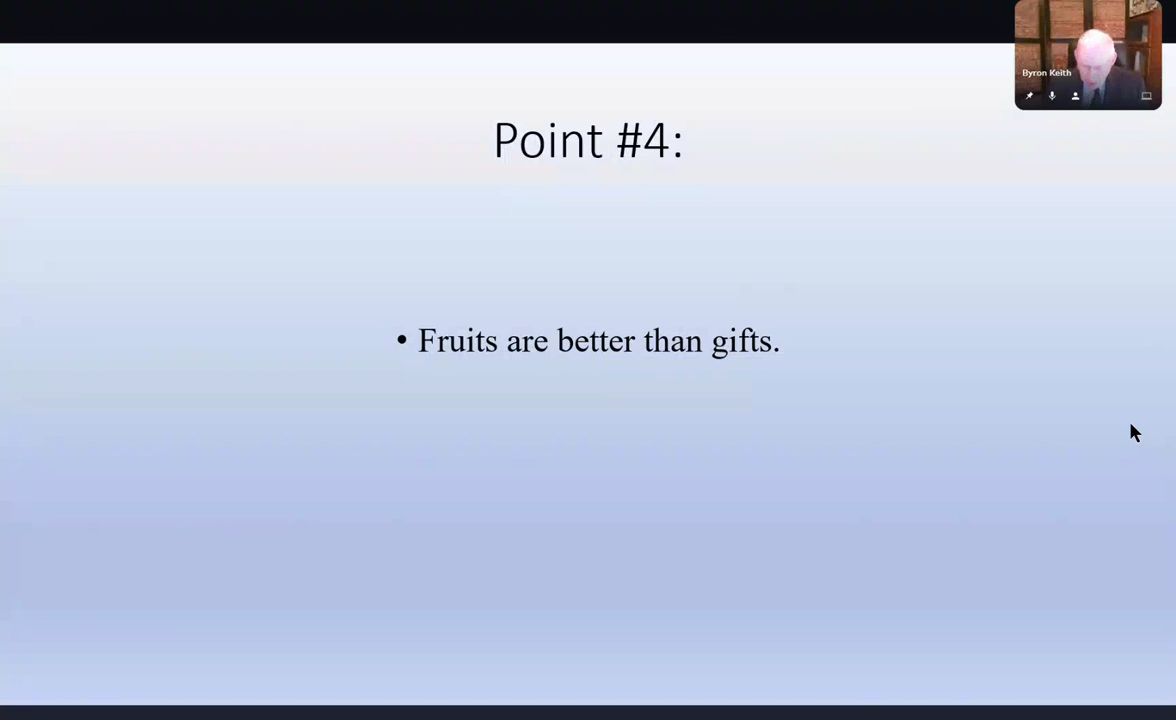 Byron Keith
Point #4:
• Fruits are better than gifts.